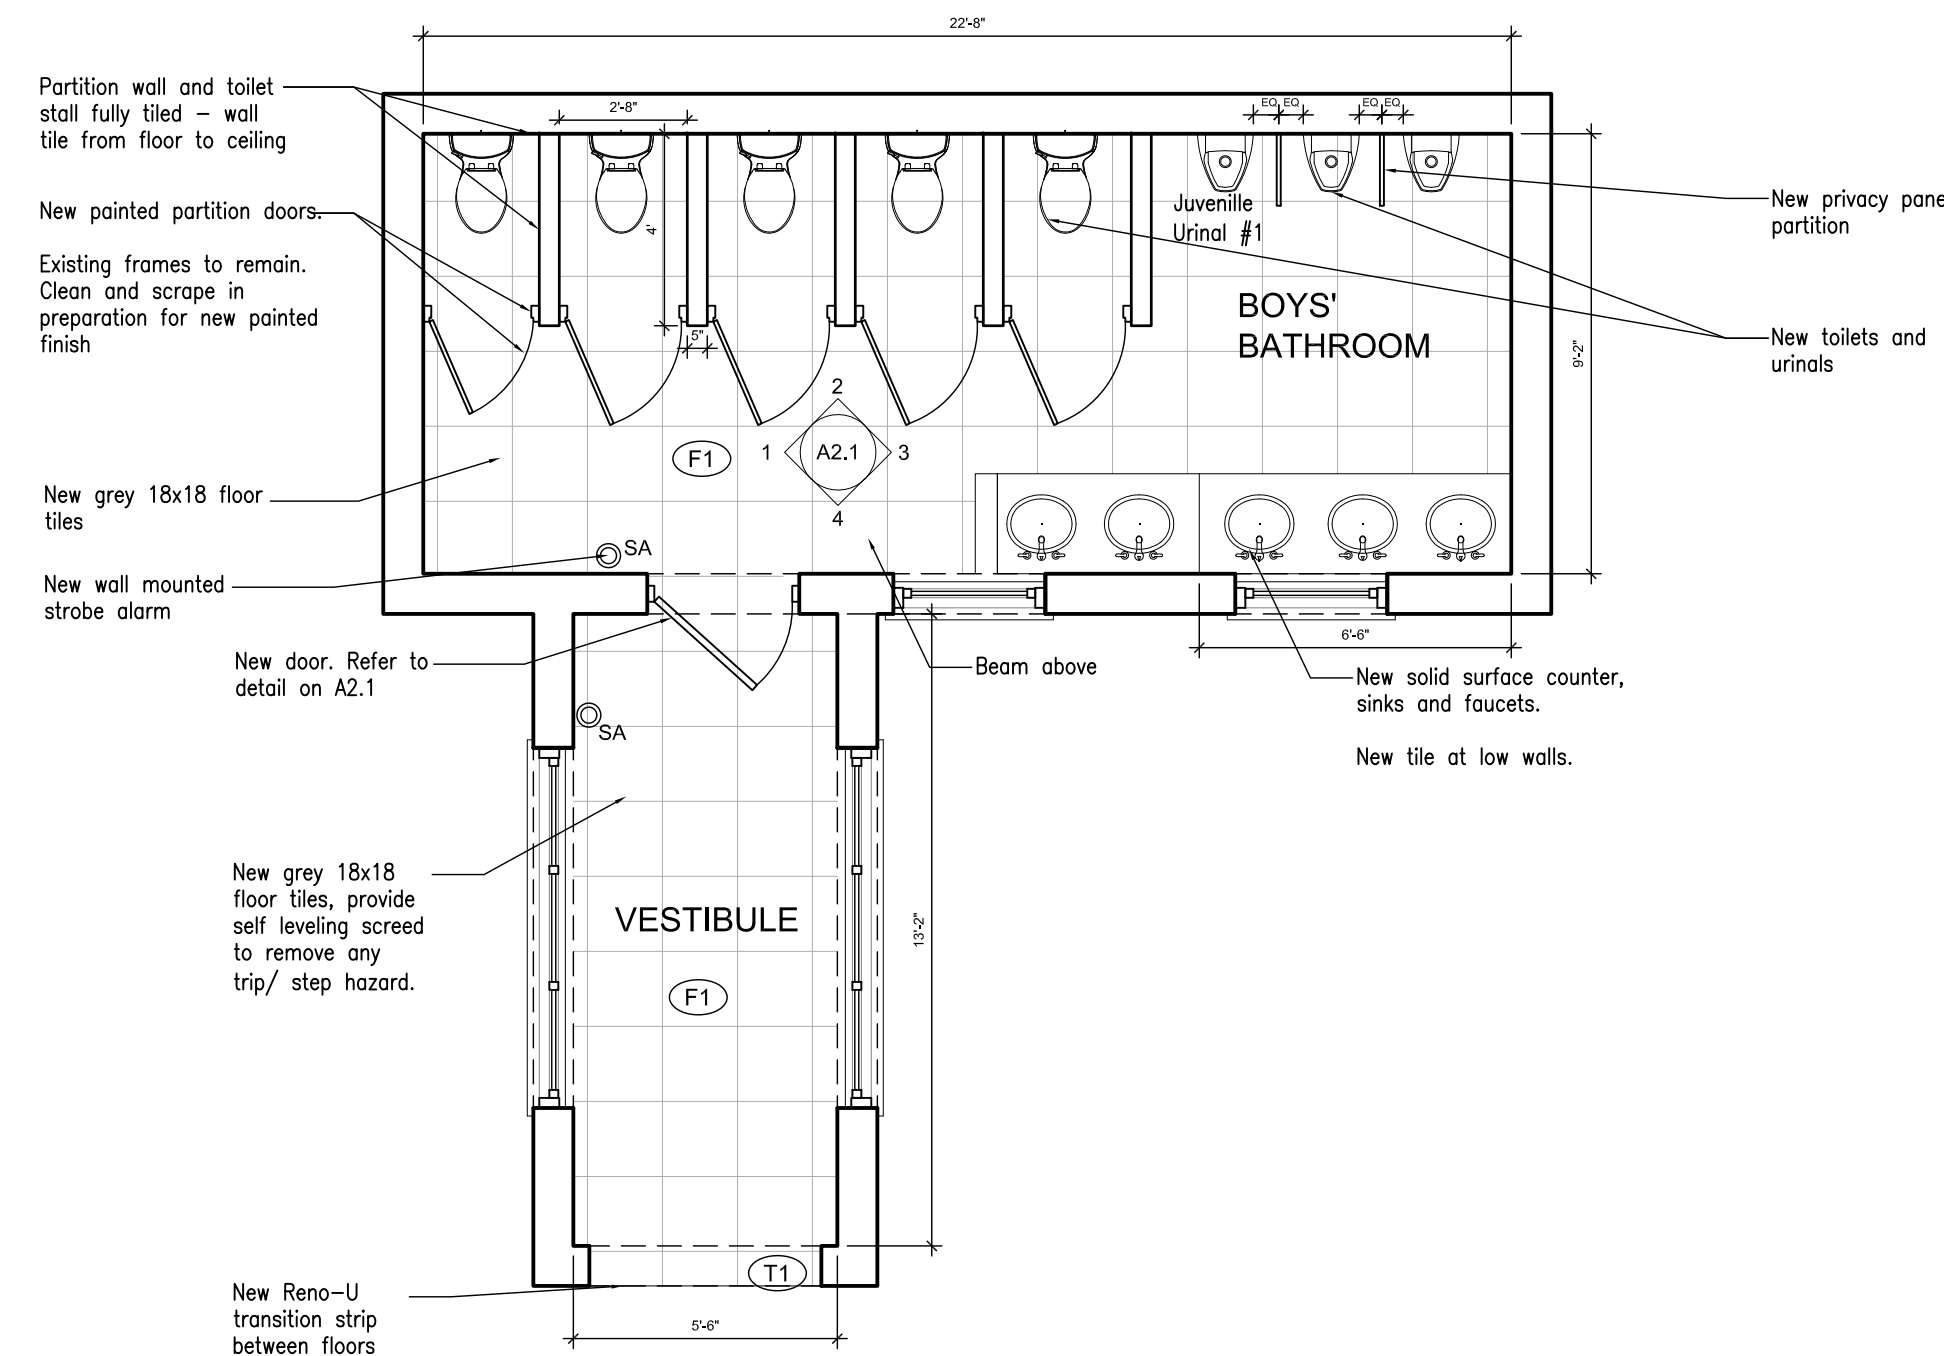 22'-8"
Partition wall and toilet
stall fully tiled – wall
tile from floor to ceiling
2'-8"
EQ EQ
EQ EQ
New painted partition doors.
Existing frames to remain.
Clean and scrape in
preparation for new painted
finish
4'
5"
Juvenille
Urinal #1
BOYS'
BATHROOM
New privacy pane
partition
New toilets and
urinals
9'-2"
2
1
A2.1
3
4
F1
New grey 18x18 floor
tiles
SA
New wall mounted
strobe alarm
New door. Refer to
detail on A2.1
SA
Beam above
6'-6"
New solid surface counter,
sinks and faucets.
New tile at low walls.
New grey 18x18
floor tiles, provide
self leveling screed
to remove any
trip/ step hazard.
VESTIBULE
13'-2"
F1
T1
New Reno-U
transition strip
between floors
5'-6"